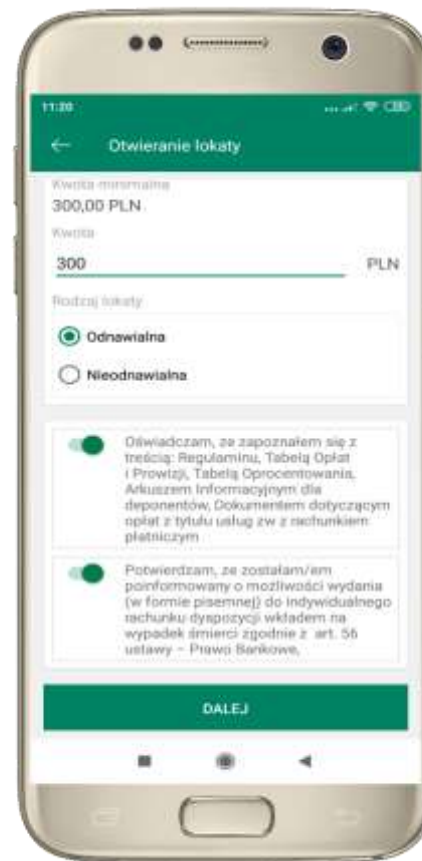 11:20
Otwieranie lokaty
Kwota minimalna
300,00 PLN
Kwota
300 PLN
Rodzaj lokaty
Odnawialna
Nieodnawialna
Oświadczam, ze zapoznałem się z
treścią: Regulaminu, Tabelą Opłat
i Prowizji, Tabelą Oprocentowania,
Arkuszem Informacyjnym dla
deponentów, Dokumentem dotyczącym
opłat z tytułu usług zw z rachunkiem
płatniczym
Potwierdzam, ze zostałam/em
poinformowany o możliwości wydania
(w formie pisemnej) do indywidualnego
rachunku dyspozycji wkładem na
wypadek śmierci zgodnie z art. 56
ustawy – Prawo Bankowe,
DALEJ